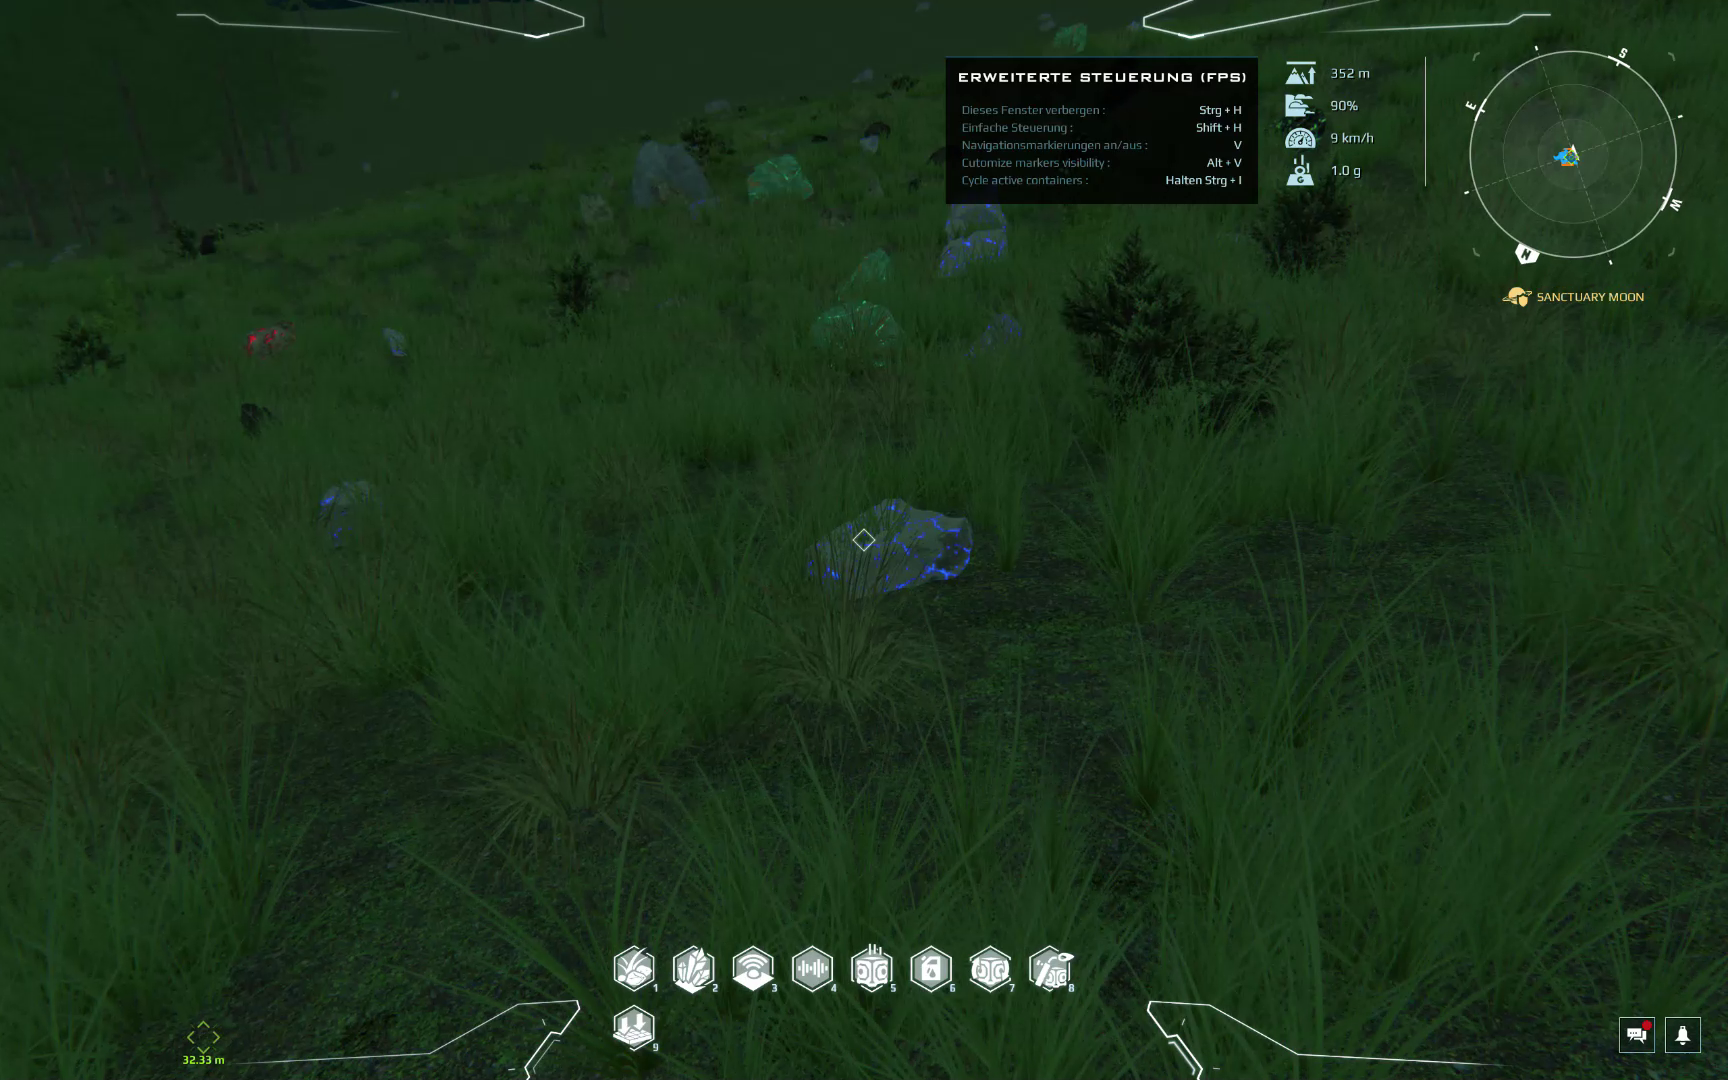 ERWEITERTE STEUERUNG (FPS)
Dieses Fenster verbergen : Strg + H
Einfache Steuerung : Shift + H
Navigationsmarkierungen an/aus : V
Cutomize markers visibility : Alt + V
Cycle active containers : Halten Strg + I
352 m
90%
9 km/h
1.0 g
G
S
E
W
N
SANCTUARY MOON
1
2
3
4
5
6
7
8
9
32.33 m